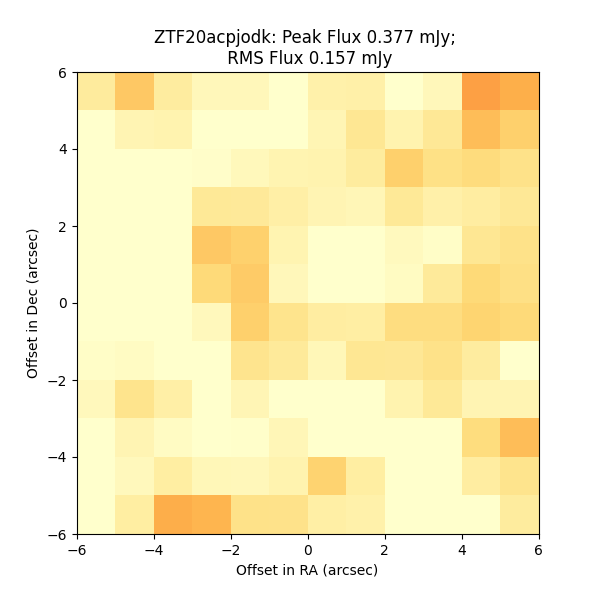 ZTF20acpjodk: Peak Flux 0.377 mJy;
RMS Flux 0.157 mJy
6
4
2
0
−2
−4
−6
Offset in Dec (arcsec)
−6 −4 −2 0 2 4 6
Offset in RA (arcsec)